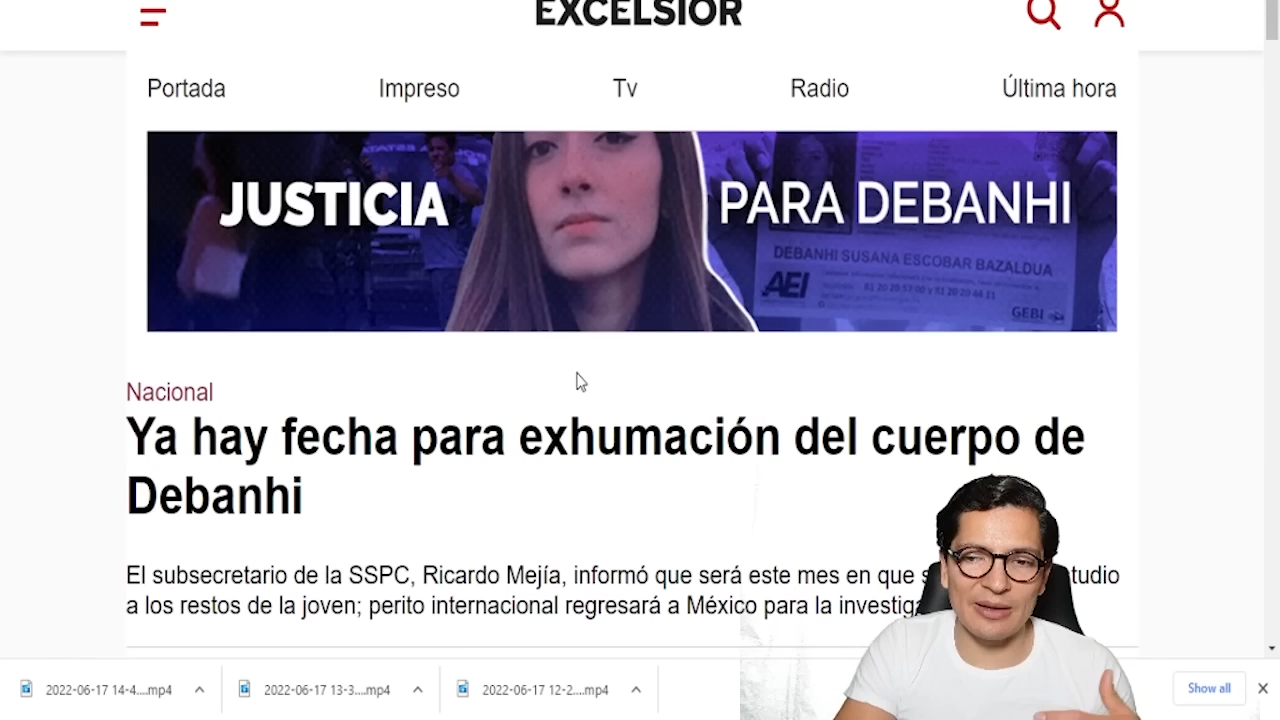 EXCELSIOR
Portada Impreso Tv Radio Última hora
JUSTICIA PARA DEBANHI
DEBANHI SUSANA ESCOBAR BAZALDUA
AEI
GEBI
Nacional
Ya hay fecha para exhumación del cuerpo de
Debanhi
El subsecretario de la SSPC, Ricardo Mejía, informó que será este mes en que
a los restos de la joven; perito internacional regresará a México para la
2022-06-17 14-4....mp4 2022-06-17 13-3....mp4 2022-06-17 12-2....mp4 Show all